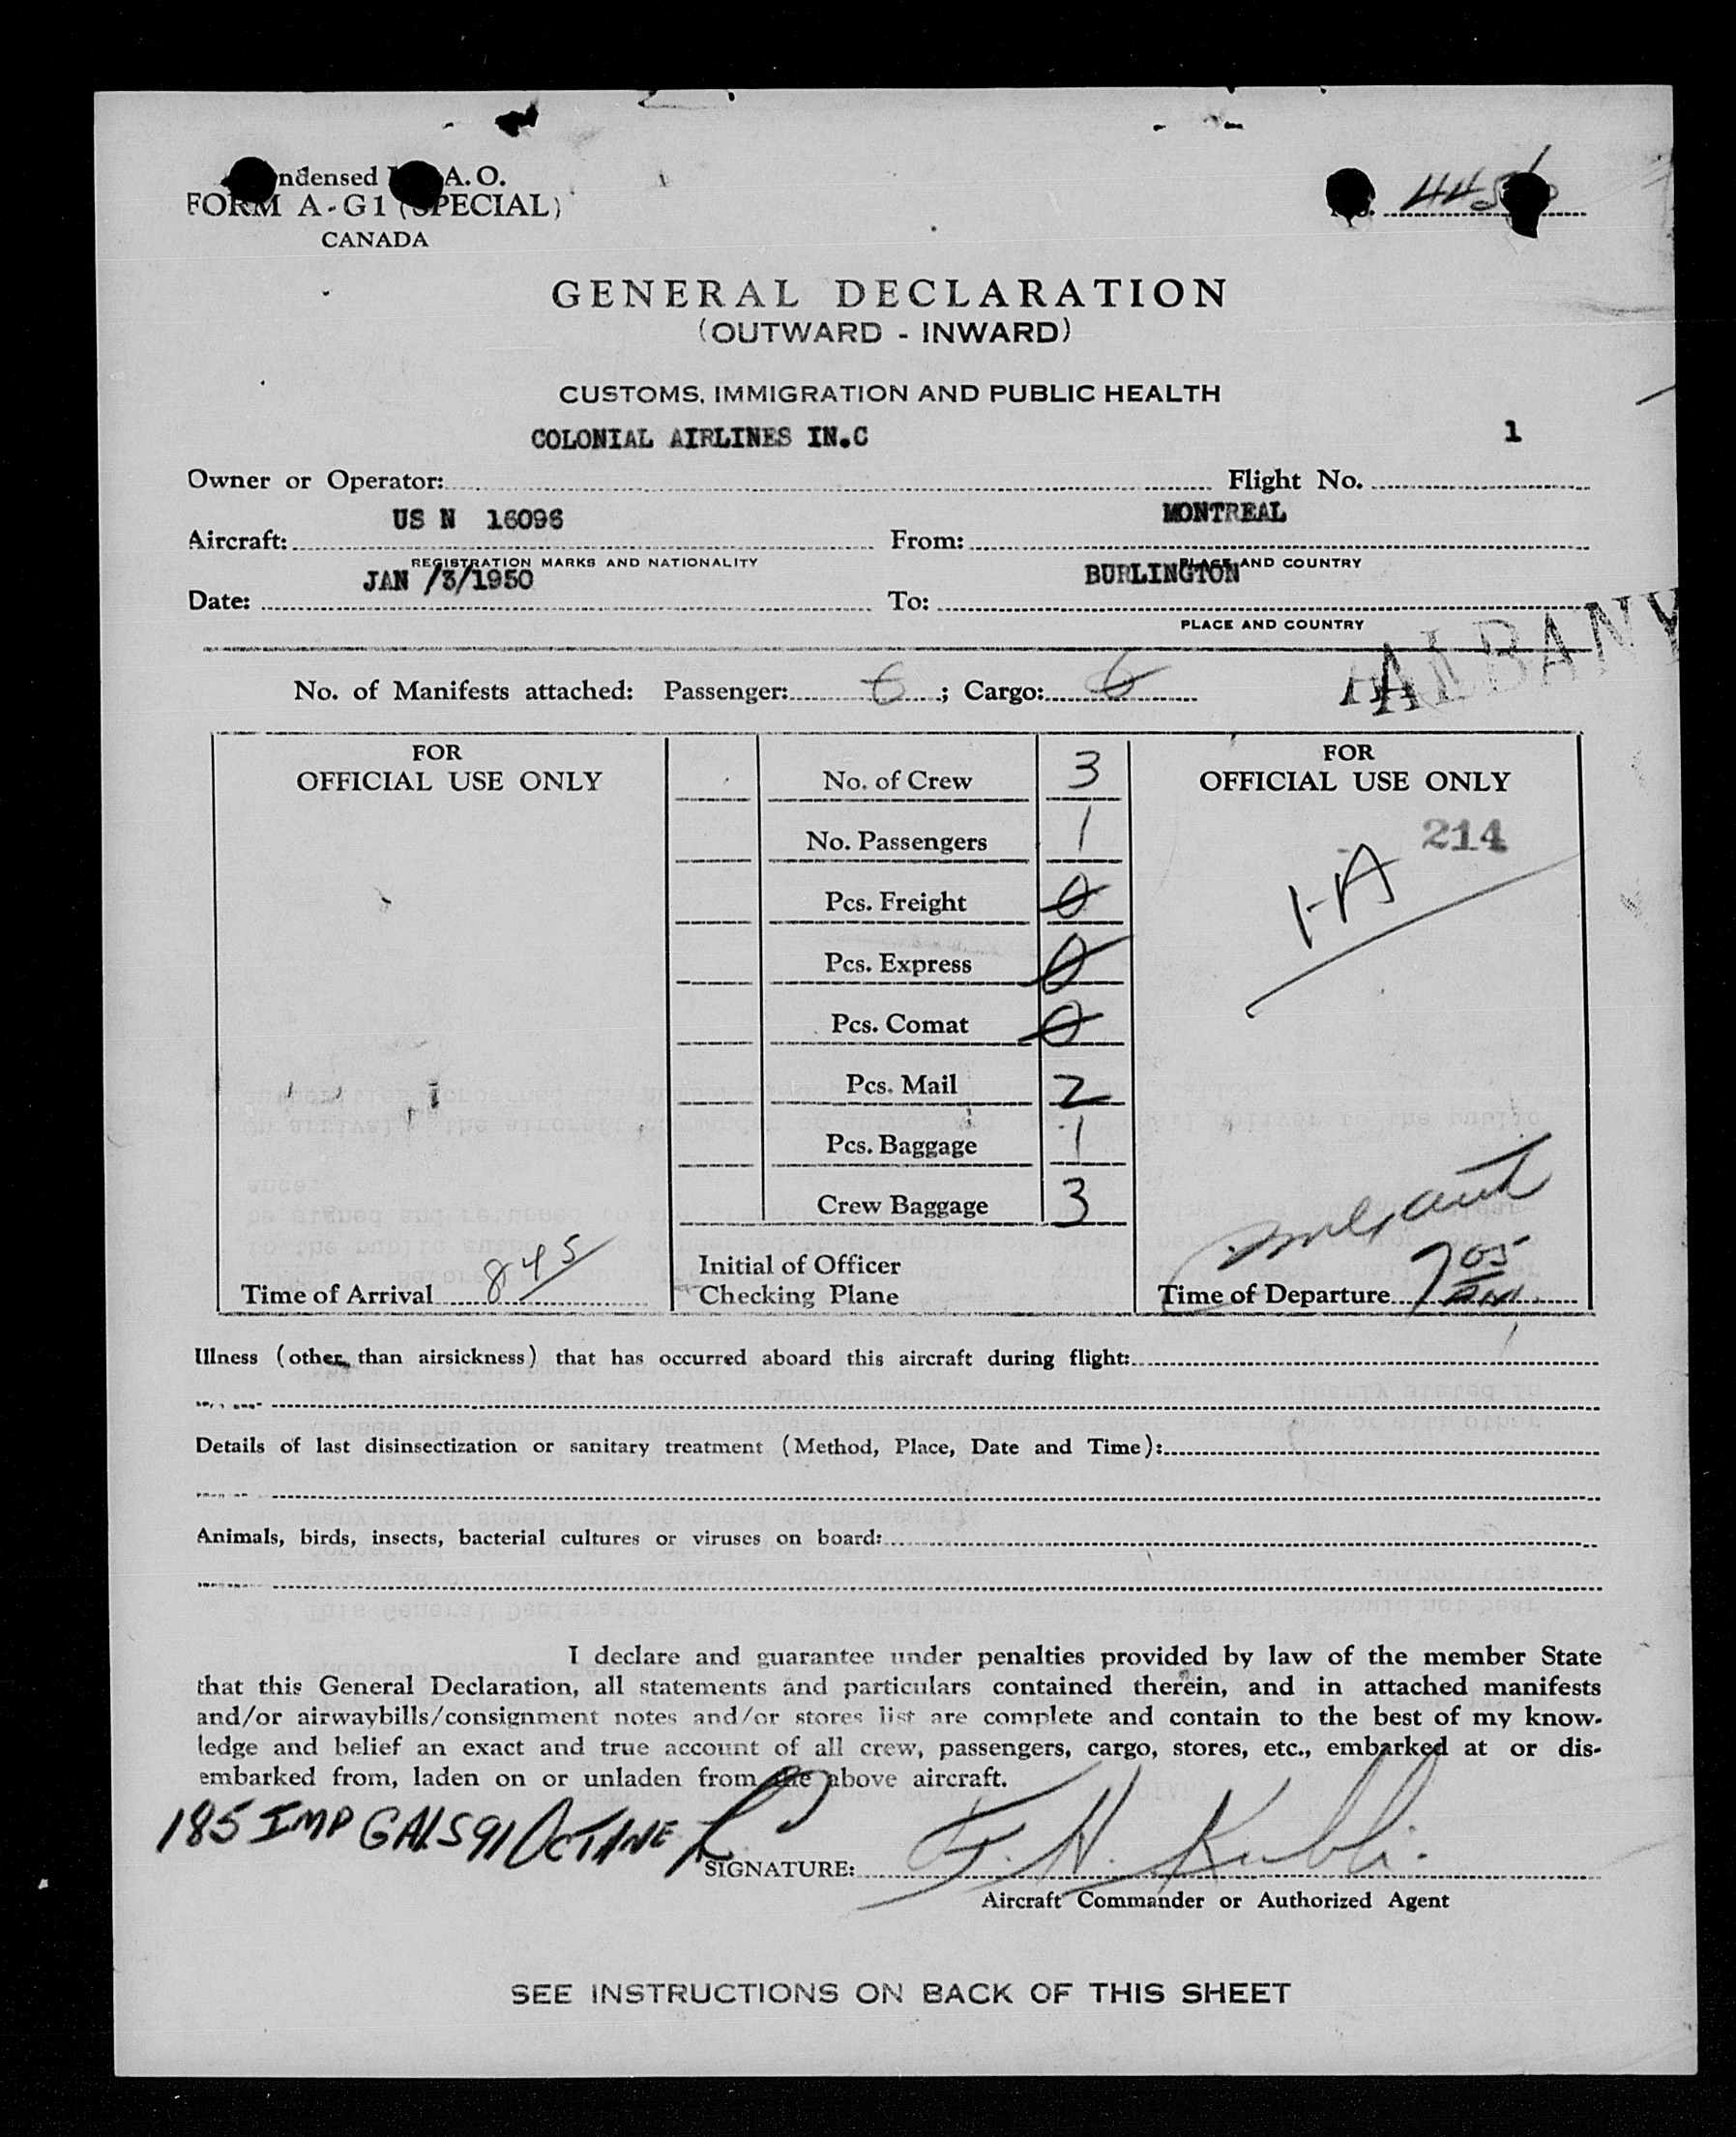 ndensed A.O.
FORM A-G1 (SPECIAL)
CANADA
GENERAL DECLARATION
(OUTWARD - INWARD)
CUSTOMS, IMMIGRATION AND PUBLIC HEALTH
COLONIAL AIRLINES IN.C 1
Owner or Operator: Flight No.
US N 16096 MONTREAL
Aircraft: From:
REGISTRATION MARKS AND NATIONALITY PLACE AND COUNTRY
JAN /3/1950 BURLINGTON
Date: To:
PLACE AND COUNTRY
ALBANY
No. of Manifests attached: Passenger: ; Cargo:
FOR
OFFICIAL USE ONLY
No. of Crew 3
No. Passengers 1
Pcs. Freight 0
Pcs. Express 0
Pcs. Comat 0
Pcs. Mail 2
Pcs. Baggage 1
Crew Baggage 3
Initial of Officer
Checking Plane
FOR
OFFICIAL USE ONLY
214
1-A
Time of Arrival 845
Time of Departure 705
Illness (other than airsickness) that has occurred aboard this aircraft during flight:
Details of last disinsectization or sanitary treatment (Method, Place, Date and Time):
Animals, birds, insects, bacterial cultures or viruses on board:
I declare and guarantee under penalties provided by law of the member State
that this General Declaration, all statements and particulars contained therein, and in attached manifests
and/or airwaybills/consignment notes and/or stores list are complete and contain to the best of my know-
ledge and belief an exact and true account of all crew, passengers, cargo, stores, etc., embarked at or dis-
embarked from, laden on or unladen from the above aircraft.
185 IMP GALS 91 OCTANE
SIGNATURE: F. H. Kubli.
Aircraft Commander or Authorized Agent
SEE INSTRUCTIONS ON BACK OF THIS SHEET